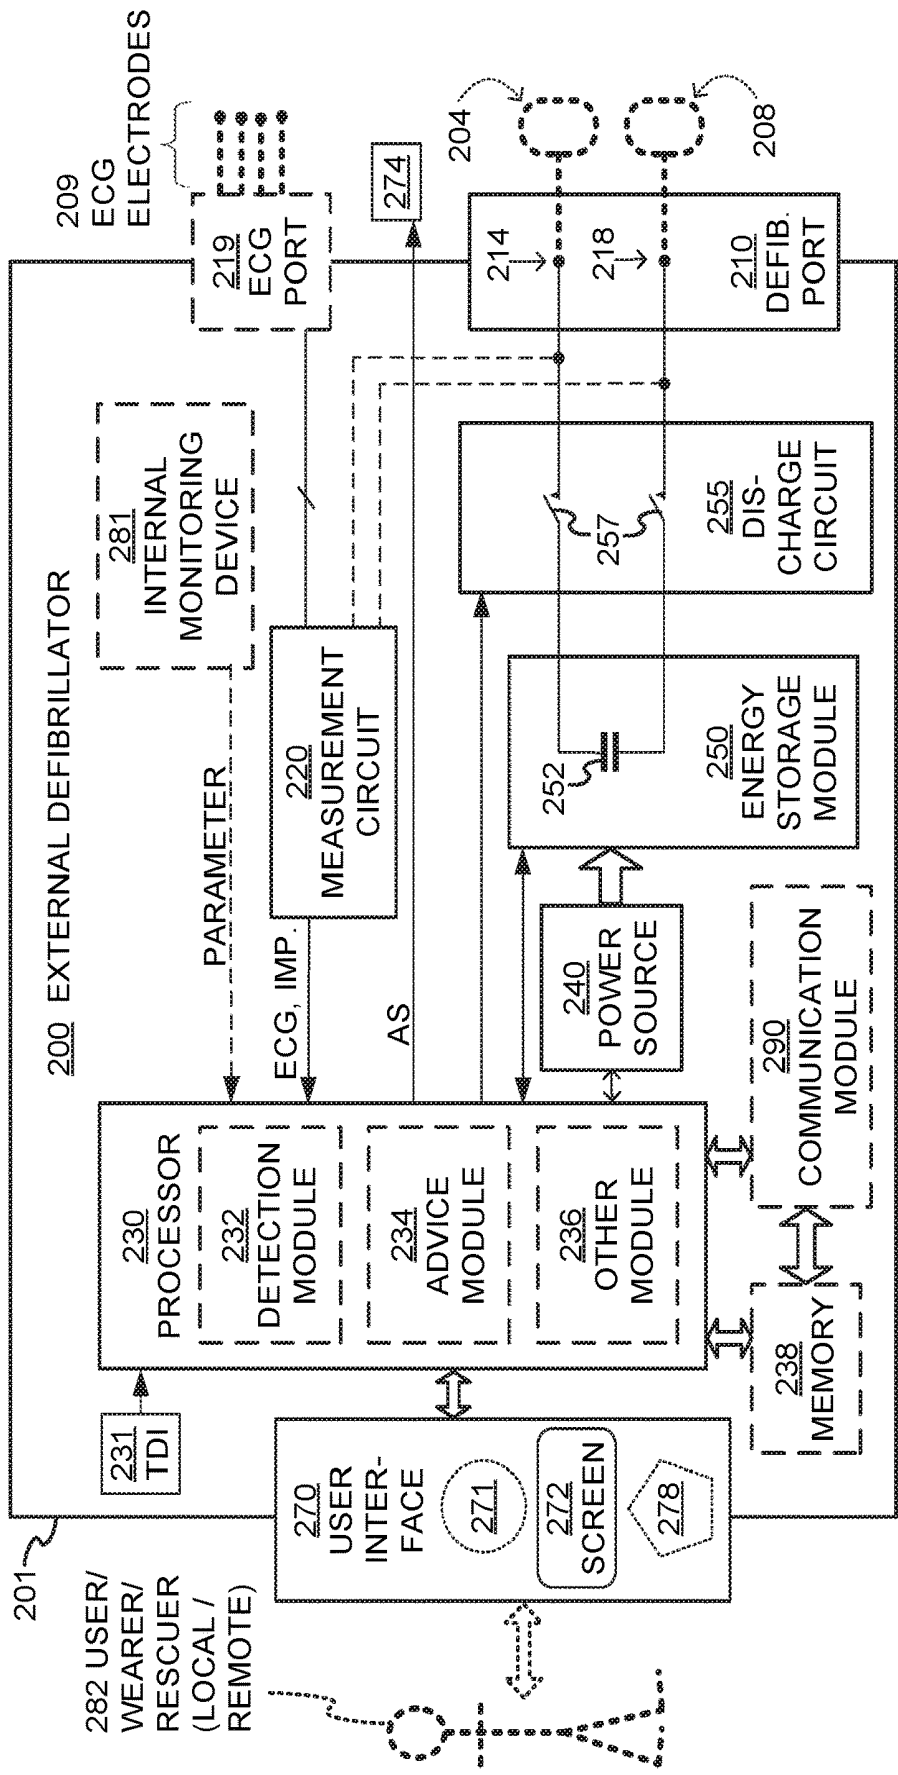 200 EXTERNAL DEFIBRILLATOR
201
282 USER/
WEARER/
RESCUER
(LOCAL /
REMOTE)
231
TDI
270
USER
INTER-
FACE
271
272
SCREEN
278
230
PROCESSOR
232
DETECTION
MODULE
234
ADVICE
MODULE
236
OTHER
MODULE
238
MEMORY
290
COMMUNICATION
MODULE
PARAMETER
ECG, IMP.
AS
281
INTERNAL
MONITORING
DEVICE
220
MEASUREMENT
CIRCUIT
240
POWER
SOURCE
252
250
ENERGY
STORAGE
MODULE
257
255
DIS-
CHARGE
CIRCUIT
209
ECG
ELECTRODES
219
ECG
PORT
274
214
218
210
DEFIB.
PORT
204
208